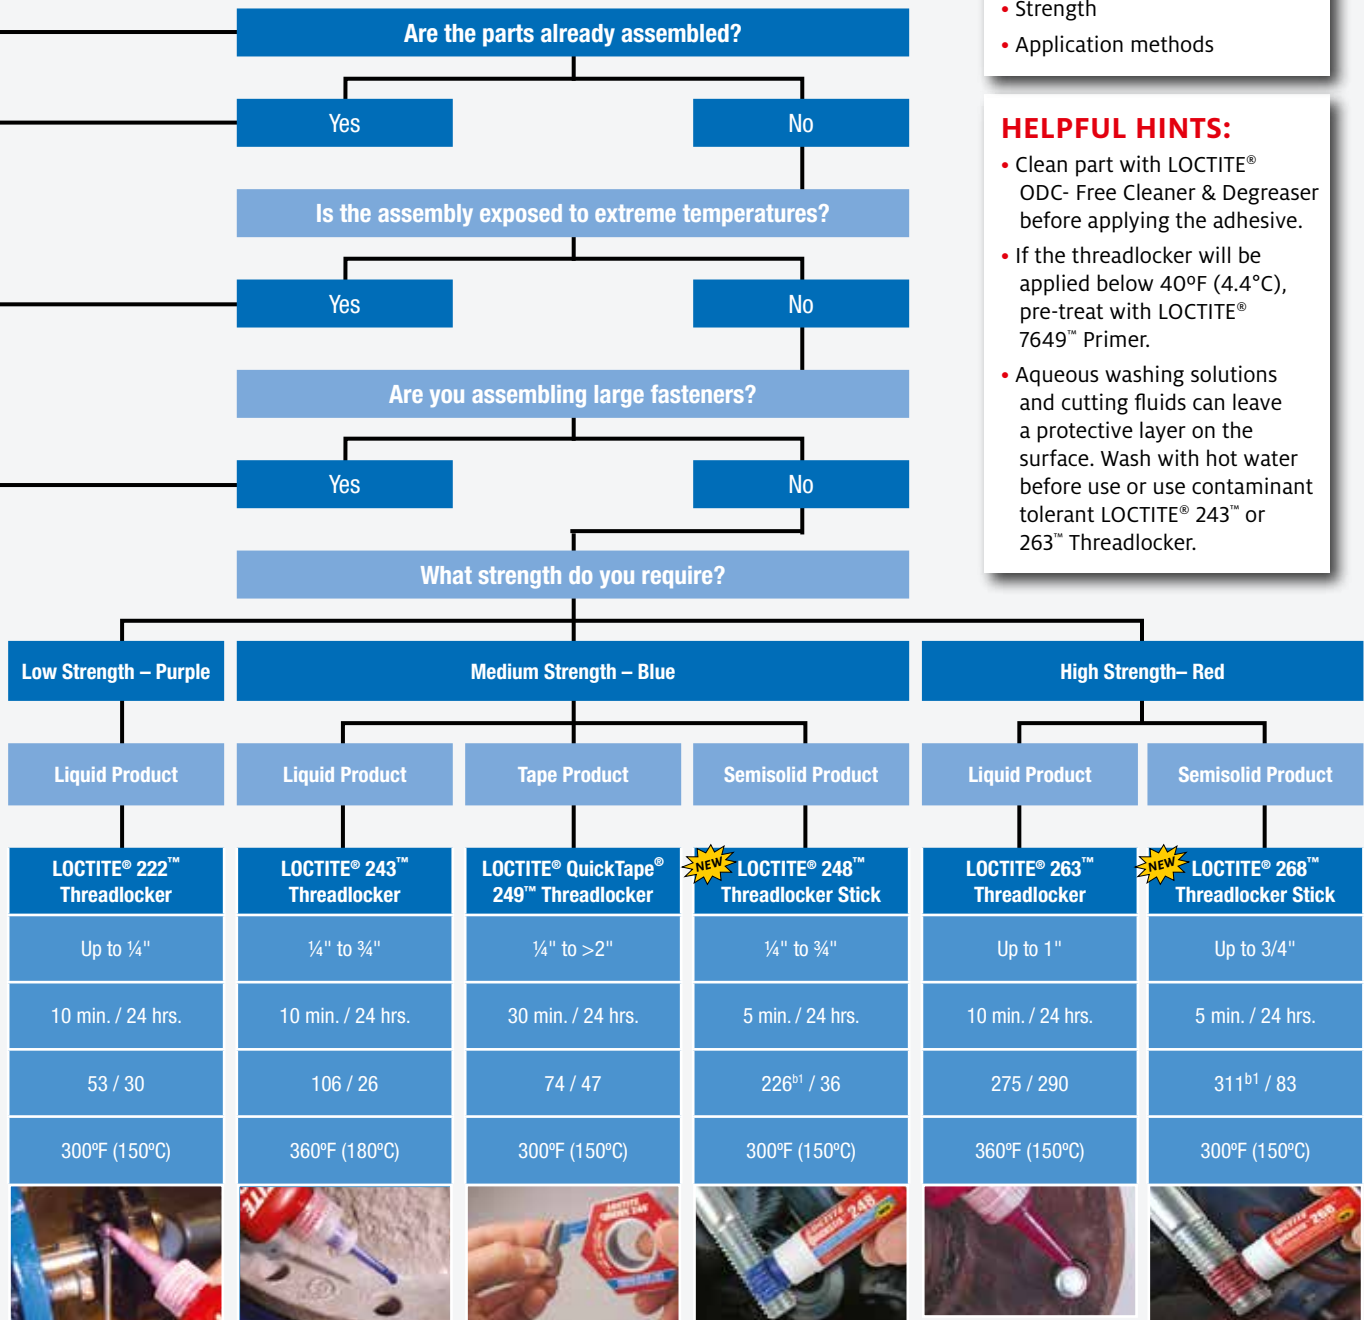 • Strength
• Application methods
HELPFUL HINTS:
• Clean part with LOCTITE®
ODC- Free Cleaner & Degreaser
before applying the adhesive.
• If the threadlocker will be
applied below 40ºF (4.4°C),
pre-treat with LOCTITE®
7649™ Primer.
• Aqueous washing solutions
and cutting fluids can leave
a protective layer on the
surface. Wash with hot water
before use or use contaminant
tolerant LOCTITE® 243™ or
263™ Threadlocker.
Are the parts already assembled?
Yes No
Is the assembly exposed to extreme temperatures?
Yes No
Are you assembling large fasteners?
Yes No
What strength do you require?
Low Strength – Purple Medium Strength – Blue High Strength– Red
Liquid Product Liquid Product Tape Product Semisolid Product Liquid Product Semisolid Product
LOCTITE® 222™ LOCTITE® 243™ LOCTITE® QuickTape® NEW LOCTITE® 248™ LOCTITE® 263™ NEW LOCTITE® 268™
Threadlocker Threadlocker 249™ Threadlocker Threadlocker Stick Threadlocker Threadlocker Stick
Up to ¼" ¼" to ¾" ¼" to >2" ¼" to ¾" Up to 1" Up to 3/4"
10 min. / 24 hrs. 10 min. / 24 hrs. 30 min. / 24 hrs. 5 min. / 24 hrs. 10 min. / 24 hrs. 5 min. / 24 hrs.
53 / 30 106 / 26 74 / 47 226b1 / 36 275 / 290 311b1 / 83
300ºF (150ºC) 360ºF (180ºC) 300ºF (150ºC) 300ºF (150ºC) 360ºF (150ºC) 300ºF (150ºC)
LOCTITE 248
LOCTITE 268